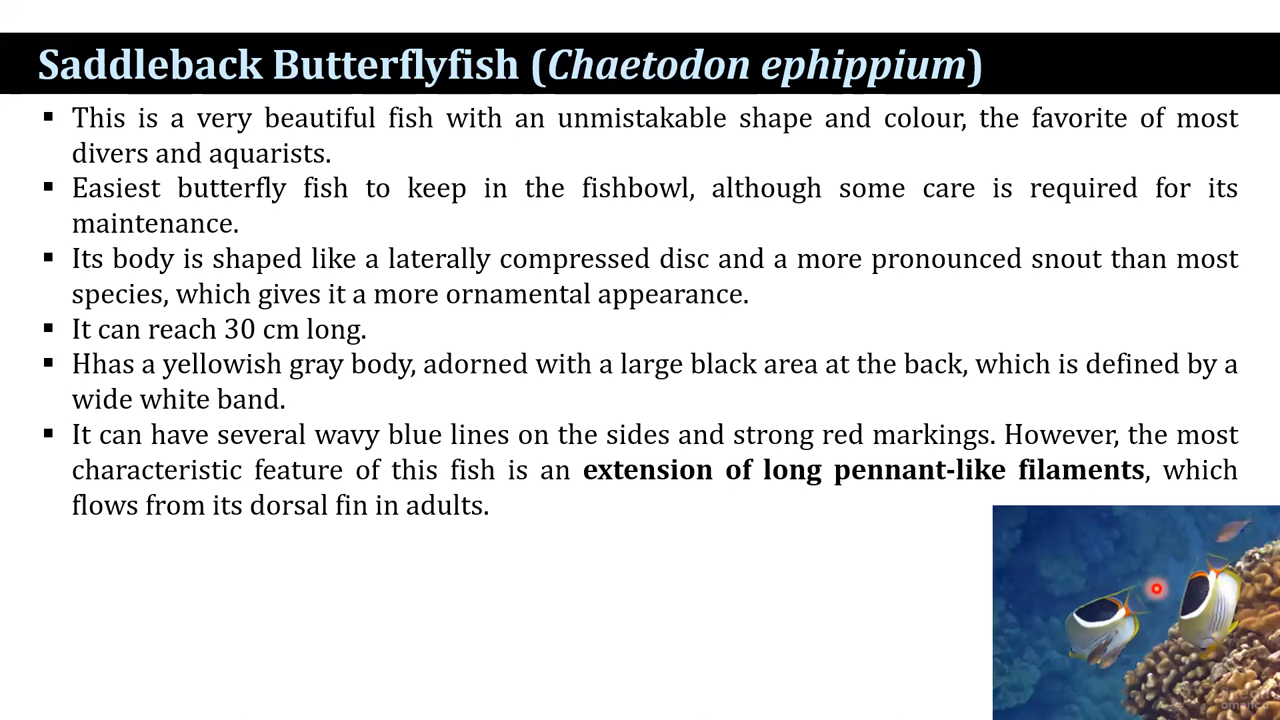 Saddleback Butterflyfish (Chaetodon ephippium)
▪ This is a very beautiful fish with an unmistakable shape and colour, the favorite of most
divers and aquarists.
▪ Easiest butterfly fish to keep in the fishbowl, although some care is required for its
maintenance.
▪ Its body is shaped like a laterally compressed disc and a more pronounced snout than most
species, which gives it a more ornamental appearance.
▪ It can reach 30 cm long.
▪ Hhas a yellowish gray body, adorned with a large black area at the back, which is defined by a
wide white band.
▪ It can have several wavy blue lines on the sides and strong red markings. However, the most
characteristic feature of this fish is an extension of long pennant-like filaments, which
flows from its dorsal fin in adults.
america